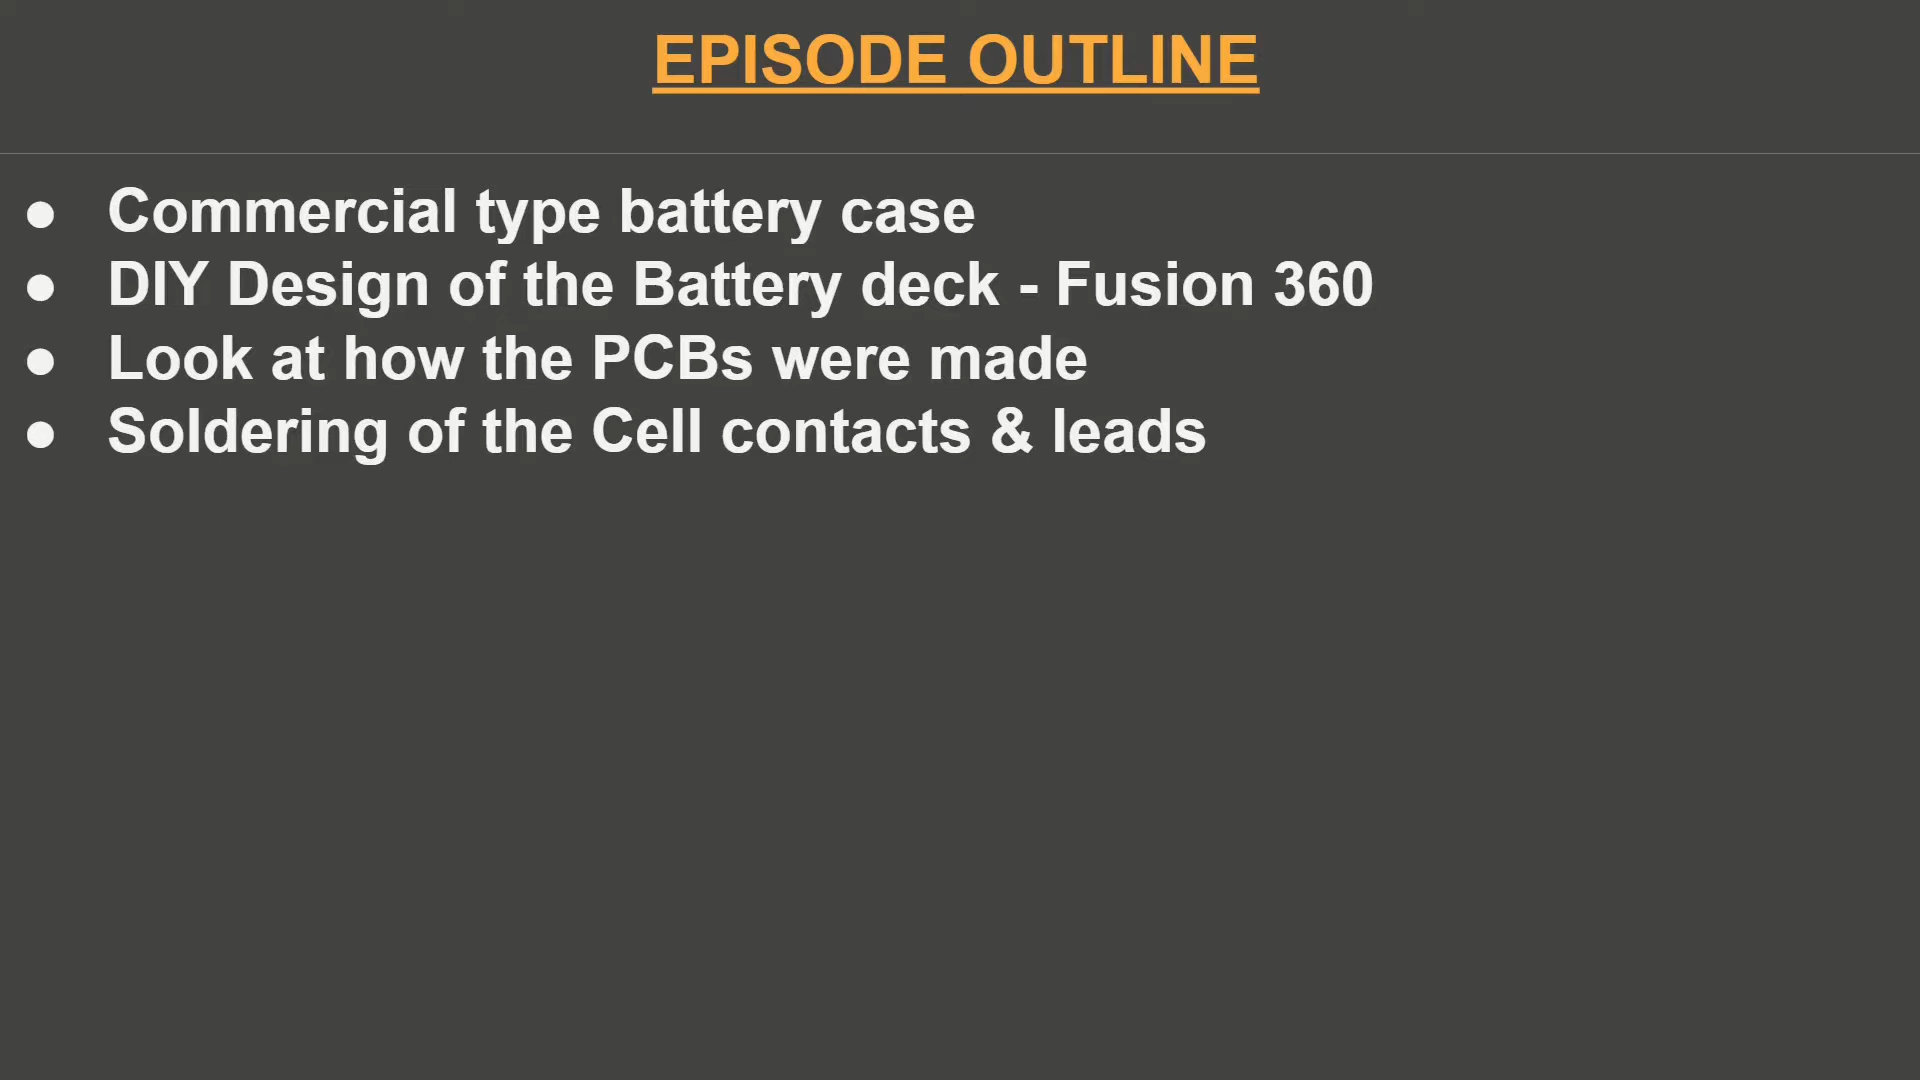 EPISODE OUTLINE
● Commercial type battery case
● DIY Design of the Battery deck - Fusion 360
● Look at how the PCBs were made
● Soldering of the Cell contacts & leads